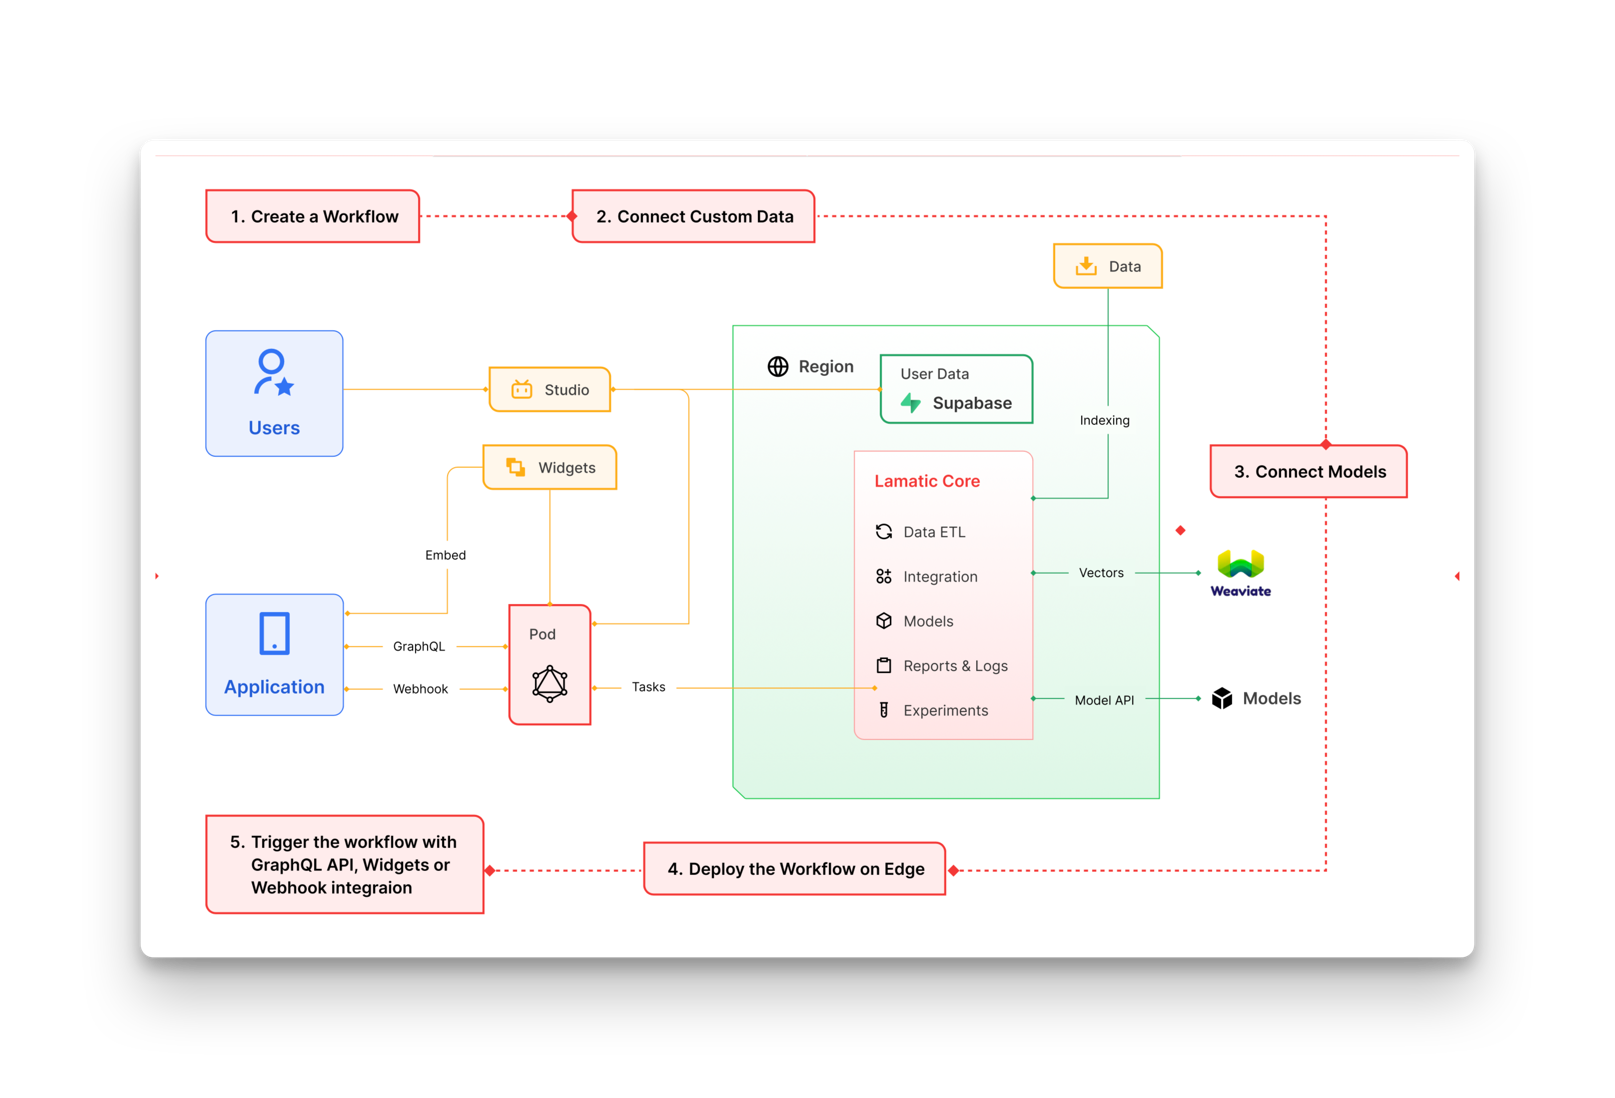 1. Create a Workflow
2. Connect Custom Data
Data
Users
Studio
Region
User Data
Supabase
Indexing
Widgets
Lamatic Core
3. Connect Models
Data ETL
Embed
Integration
Vectors
Weaviate
Models
Application
GraphQL
Webhook
Pod
Tasks
Reports & Logs
Experiments
Model API
Models
5. Trigger the workflow with
GraphQL API, Widgets or
Webhook integraion
4. Deploy the Workflow on Edge